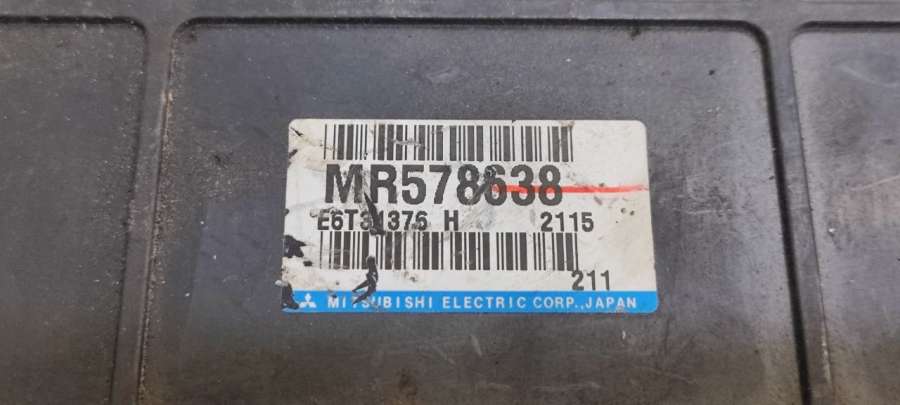 MR578638
E6T31376 H 2115
211
MITSUBISHI ELECTRIC CORP.,JAPAN